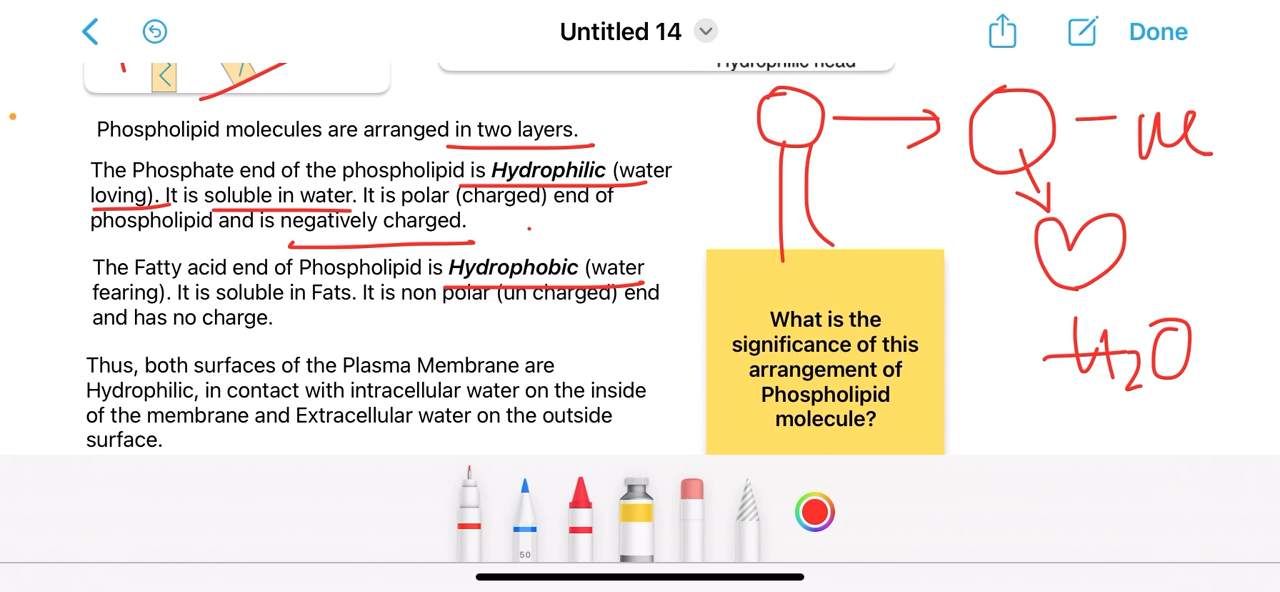 Untitled 14
Done
Hydrophilic head
Phospholipid molecules are arranged in two layers.
The Phosphate end of the phospholipid is Hydrophilic (water
loving). It is soluble in water. It is polar (charged) end of
phospholipid and is negatively charged.
The Fatty acid end of Phospholipid is Hydrophobic (water
fearing). It is soluble in Fats. It is non polar (un charged) end
and has no charge.
Thus, both surfaces of the Plasma Membrane are
Hydrophilic, in contact with intracellular water on the inside
of the membrane and Extracellular water on the outside
surface.
What is the
significance of this
arrangement of
Phospholipid
molecule?
- ve
H2O
50